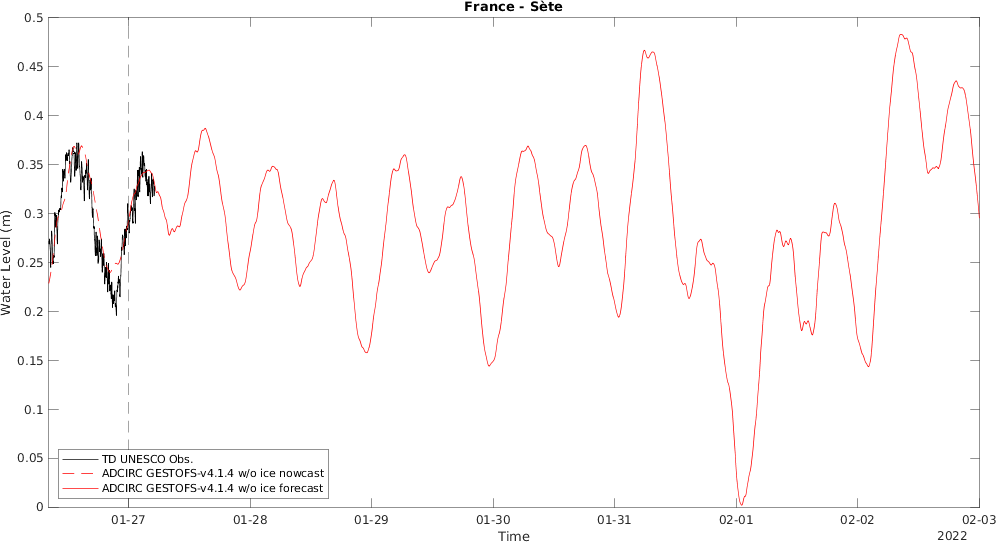 France - Sète
0.5
0.45
0.4
0.35
0.3
0.25
0.2
0.15
0.1
0.05
0
Water Level (m)
TD UNESCO Obs.
ADCIRC GESTOFS-v4.1.4 w/o ice nowcast
ADCIRC GESTOFS-v4.1.4 w/o ice forecast
01-27 01-28 01-29 01-30 01-31 02-01 02-02 02-03
Time
2022